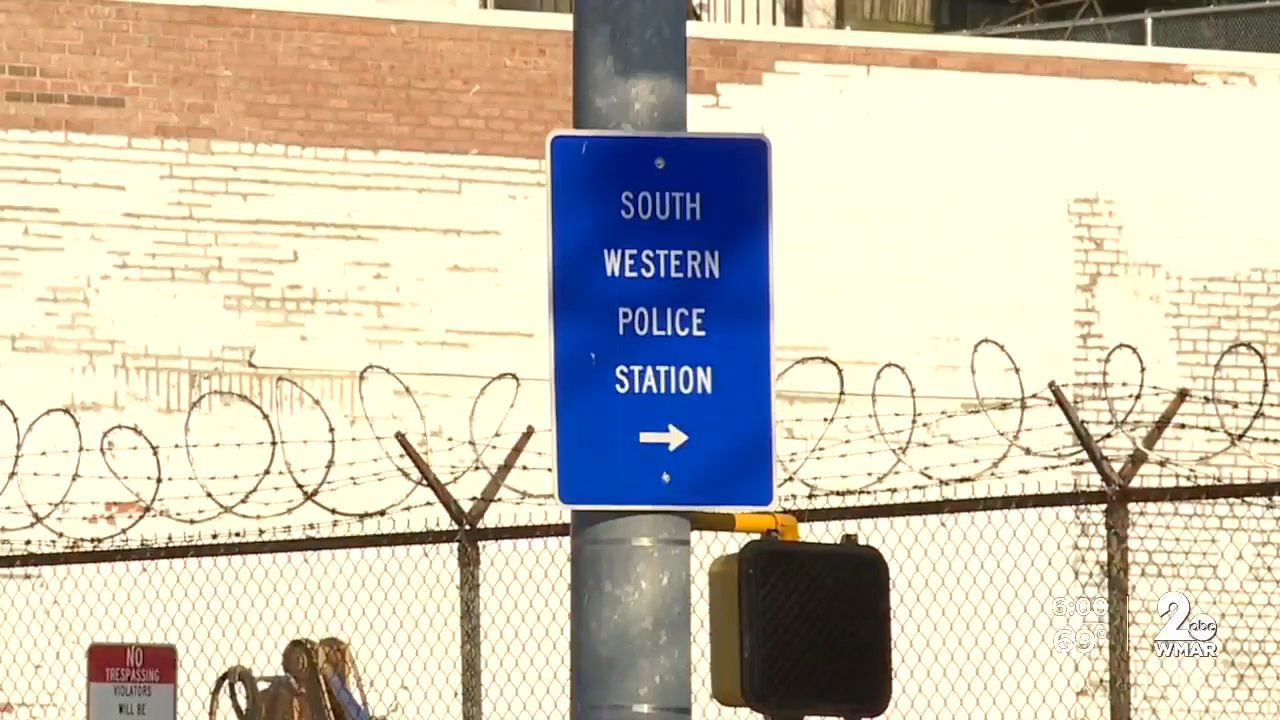 SOUTH
WESTERN
POLICE
STATION
NO
TRESPASSING
VIOLATORS
WILL BE
6:00
69°
2 abc
WMAR